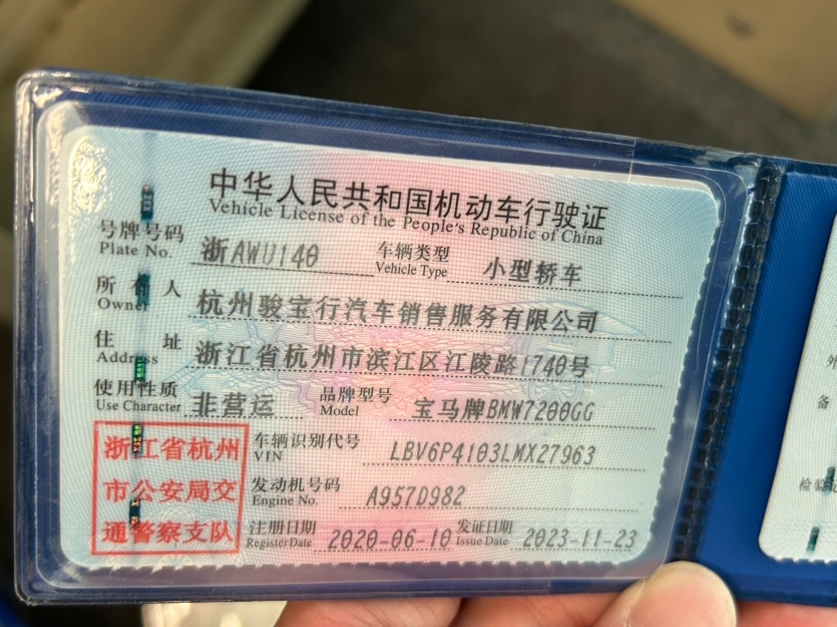 中华人民共和国机动车行驶证
Vehicle License of the People's Republic of China
号牌号码 浙AWU140 车辆类型 小型轿车
Plate No. Vehicle Type
所有人 杭州骏宝行汽车销售服务有限公司
Owner
住址 浙江省杭州市滨江区江陵路1740号
Address
使用性质 非营运 品牌型号 宝马牌BMW7200GG
Use Character Model
浙江省杭州
市公安局交
通警察支队
车辆识别代号 LBV6P4103LMX27963
VIN
发动机号码 A957D982
Engine No.
注册日期 2020-06-10 发证日期 2023-11-23
Register Date Issue Date
外
备
检验记